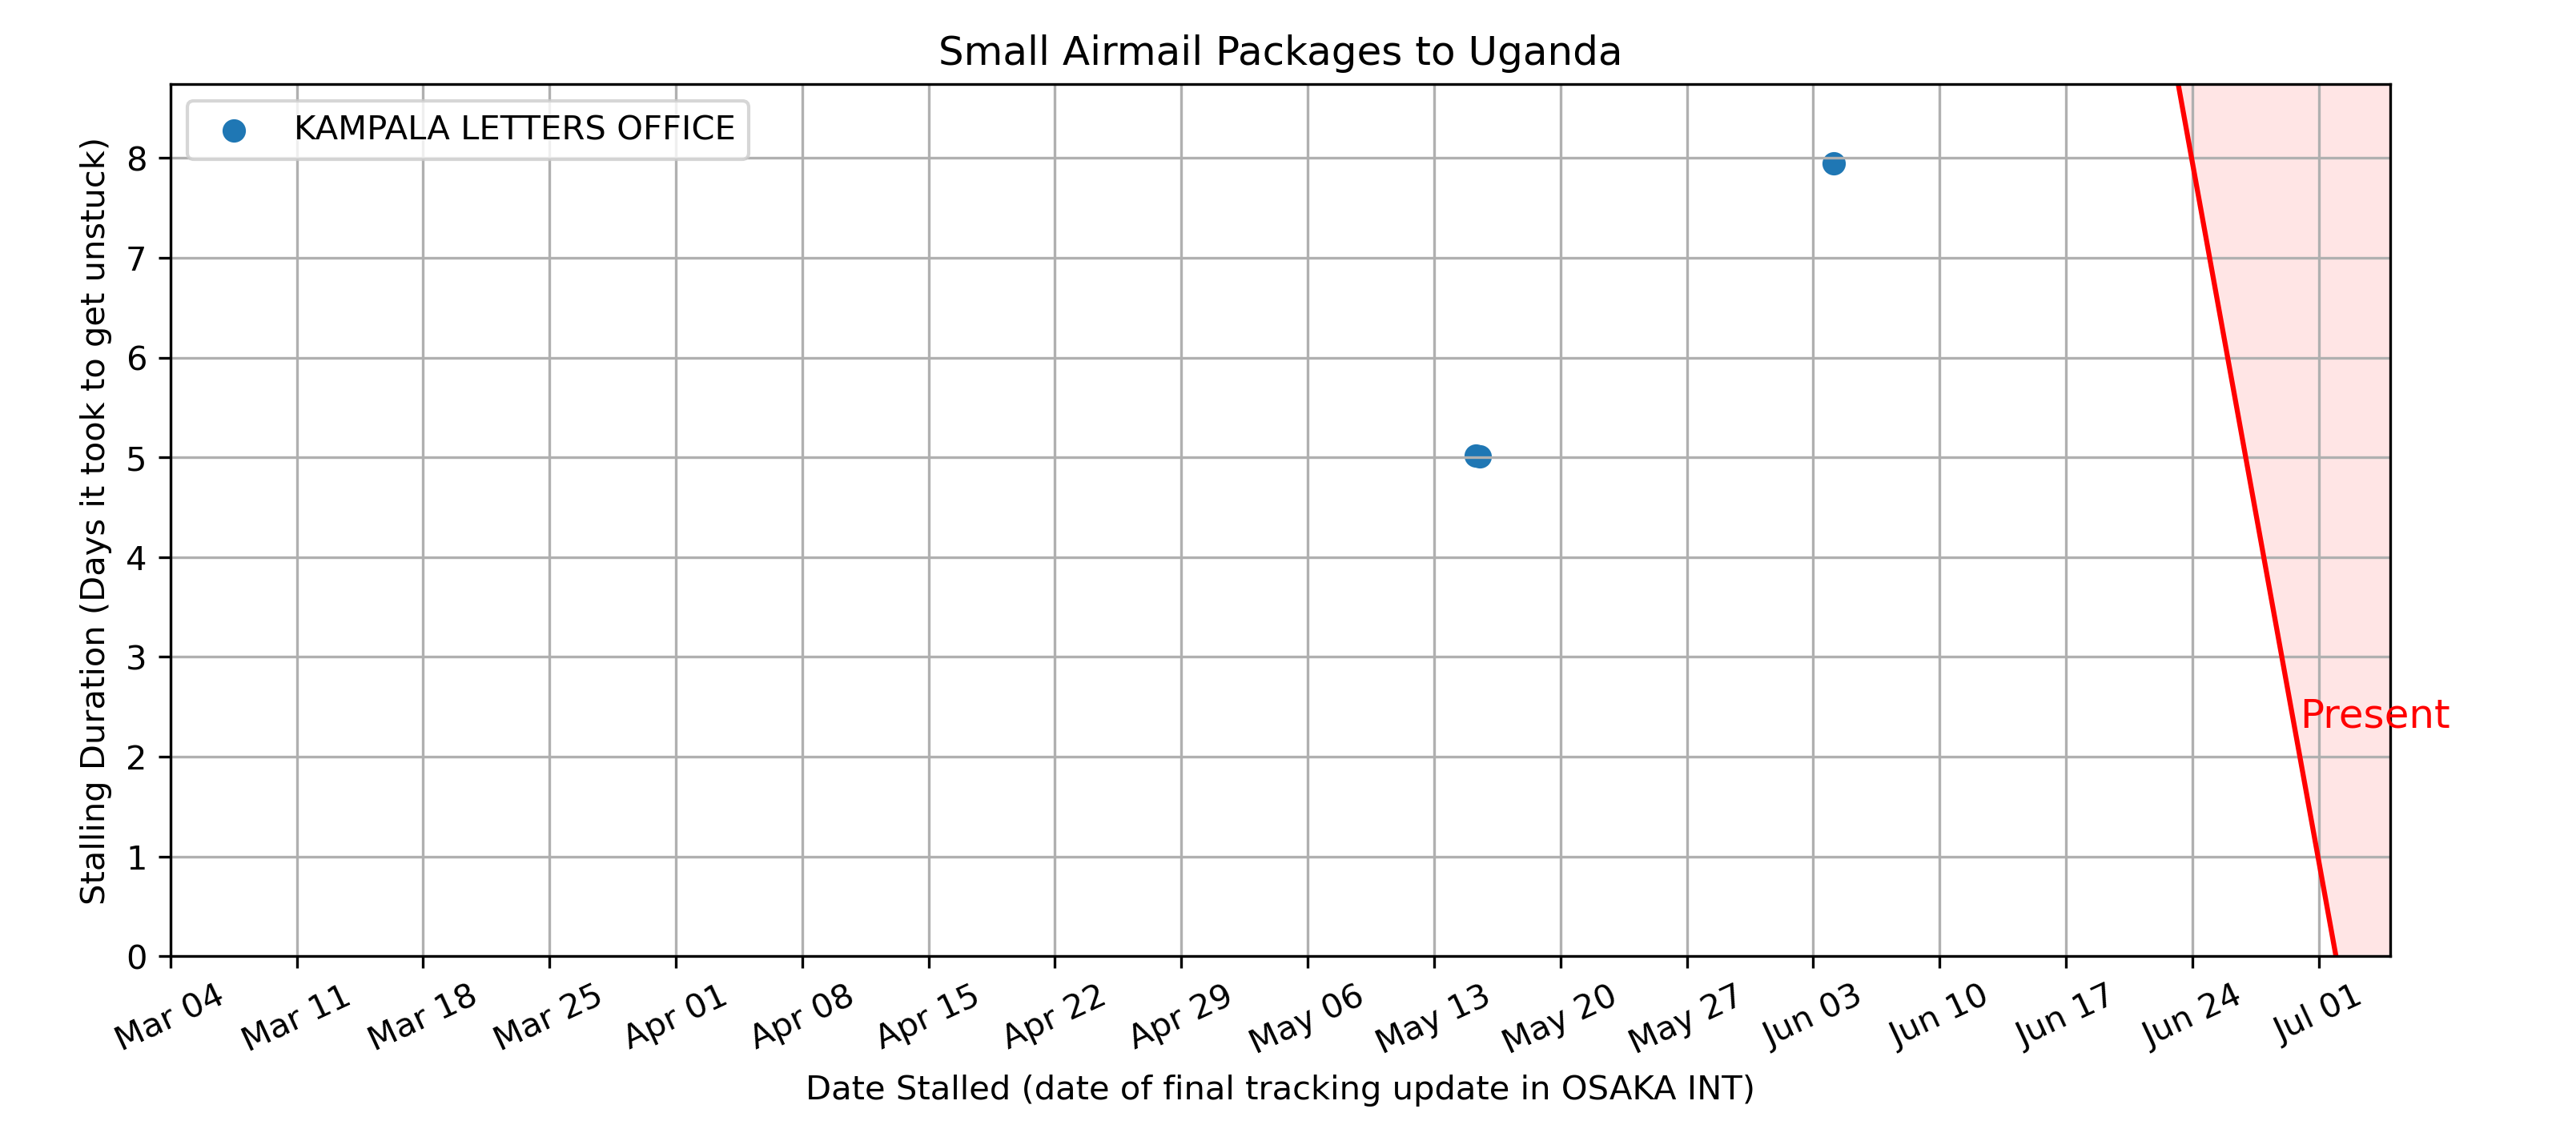 Small Airmail Packages to Uganda
KAMPALA LETTERS OFFICE
Stalling Duration (Days it took to get unstuck)
8
7
6
5
4
3
2
1
0
Present
Mar 04 Mar 11 Mar 18 Mar 25 Apr 01 Apr 08 Apr 15 Apr 22 Apr 29 May 06 May 13 May 20 May 27 Jun 03 Jun 10 Jun 17 Jun 24 Jul 01
Date Stalled (date of final tracking update in OSAKA INT)